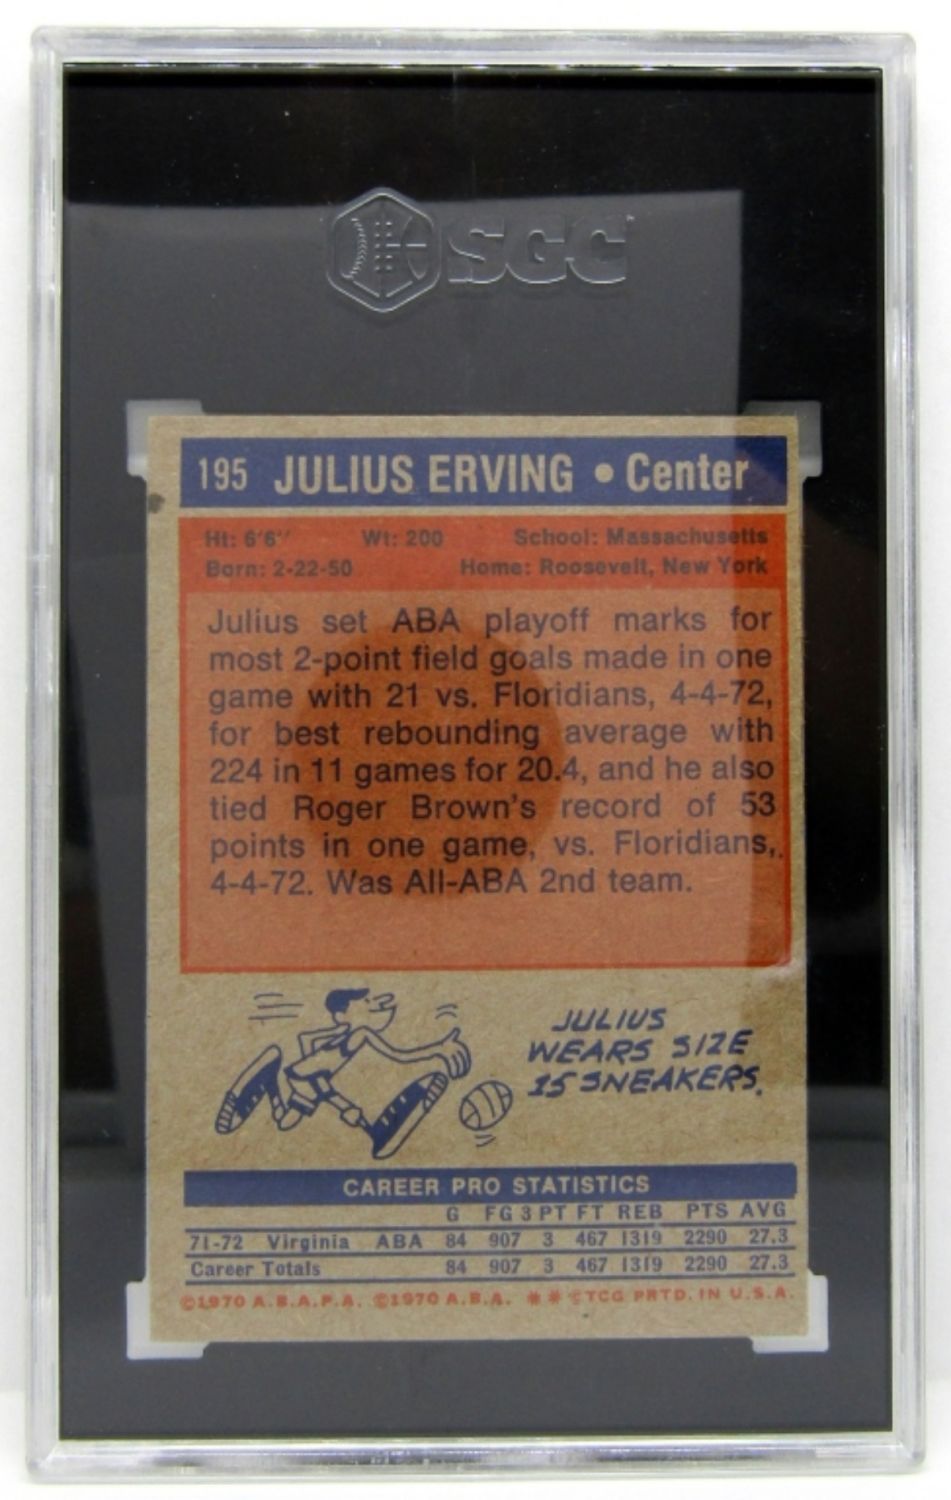 SGC
195 JULIUS ERVING • Center
Ht: 6'6" Wt: 200 School: Massachusetts
Born: 2-22-50 Home: Roosevelt, New York
Julius set ABA playoff marks for
most 2-point field goals made in one
game with 21 vs. Floridians, 4-4-72,
for best rebounding average with
224 in 11 games for 20.4, and he also
tied Roger Brown's record of 53
points in one game, vs. Floridians,
4-4-72. Was All-ABA 2nd team.
JULIUS
WEARS SIZE
15 SNEAKERS.
CAREER PRO STATISTICS
G FG 3 PT FT REB PTS AVG
71-72 Virginia ABA 84 907 3 467 1319 2290 27.3
Career Totals 84 907 3 467 1319 2290 27.3
©1970 A.B.A.P.A. ©1970 A.B.A. ✱✱ ©TCG PRTD. IN U.S.A.